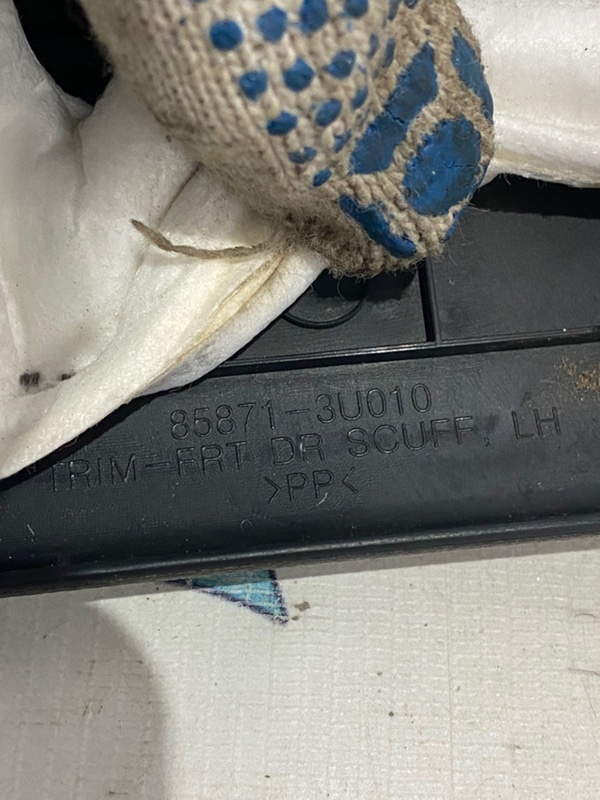 85871-3U010
TRIM-FRT DR SCUFF, LH
>PP<